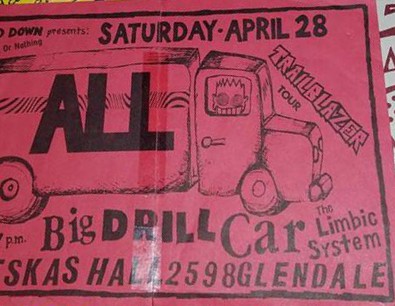 DOWN presents: SATURDAY·APRIL 28
Or Nothing
TRAILBLAZER
TOUR
ALL
p.m. Big DRILL Car The Limbic System
SKAS HALL 2598 GLENDALE